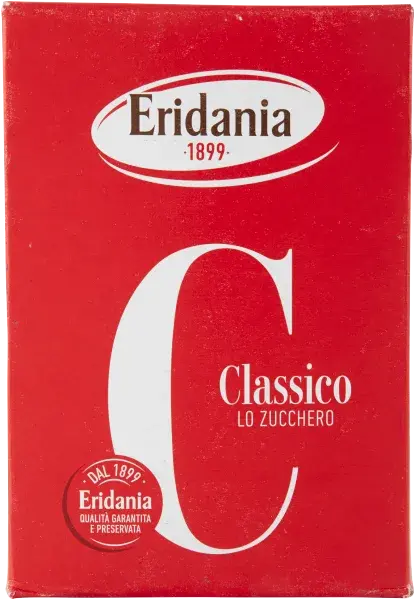 Eridania
·1899·
C
Classico
LO ZUCCHERO
DAL 1899 ·
Eridania
QUALITÀ GARANTITA
E PRESERVATA